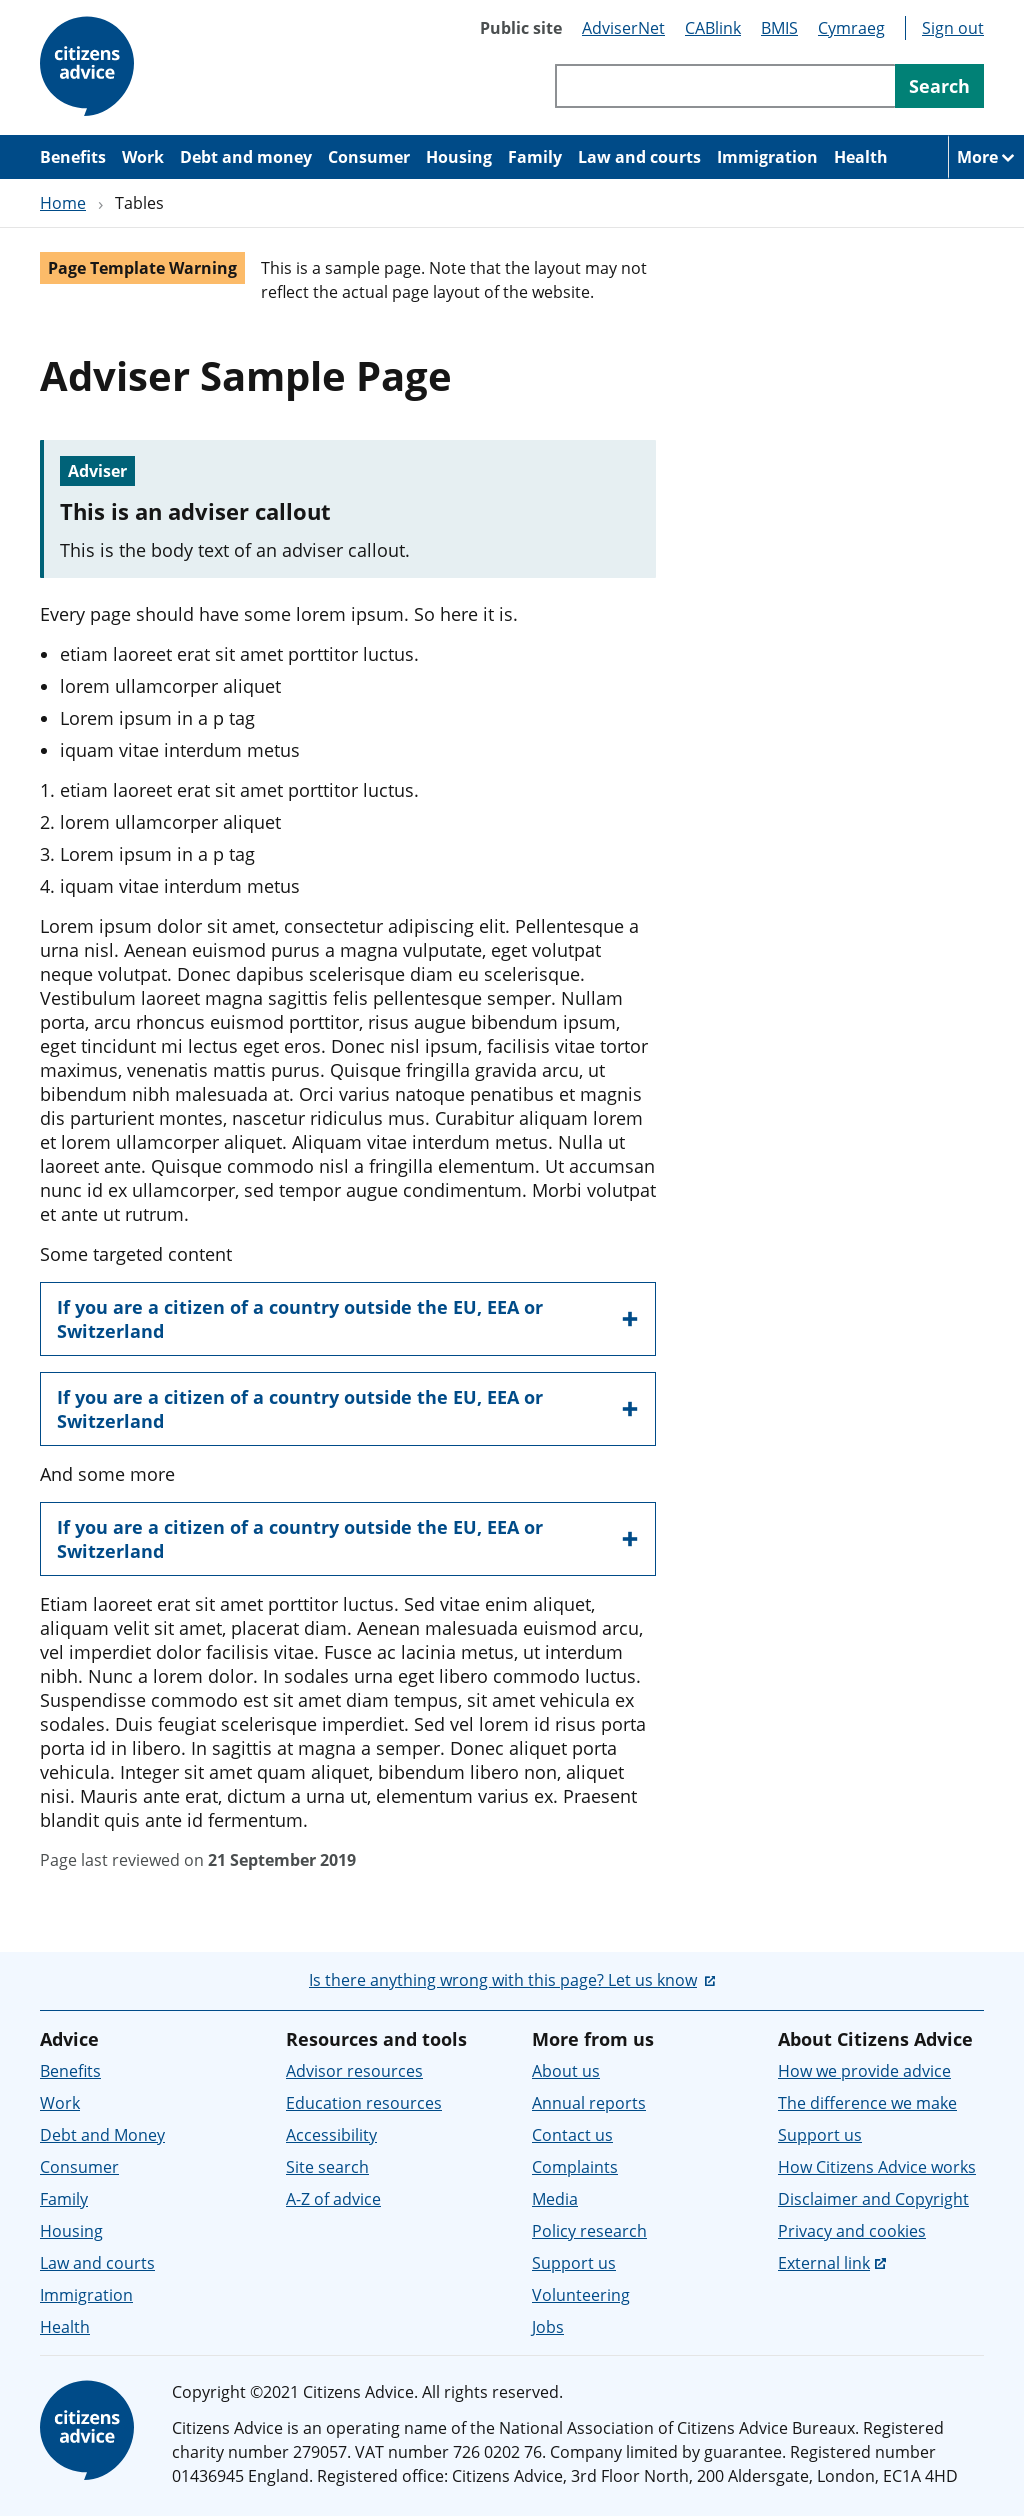 citizens
advice
Public site AdviserNet CABlink BMIS Cymraeg Sign out
Search
Benefits Work Debt and money Consumer Housing Family Law and courts Immigration Health More
Home › Tables
Page Template Warning
This is a sample page. Note that the layout may not
reflect the actual page layout of the website.
Adviser Sample Page
Adviser
This is an adviser callout
This is the body text of an adviser callout.
Every page should have some lorem ipsum. So here it is.
• etiam laoreet erat sit amet porttitor luctus.
• lorem ullamcorper aliquet
• Lorem ipsum in a p tag
• iquam vitae interdum metus
1. etiam laoreet erat sit amet porttitor luctus.
2. lorem ullamcorper aliquet
3. Lorem ipsum in a p tag
4. iquam vitae interdum metus
Lorem ipsum dolor sit amet, consectetur adipiscing elit. Pellentesque a
urna nisl. Aenean euismod purus a magna vulputate, eget volutpat
neque volutpat. Donec dapibus scelerisque diam eu scelerisque.
Vestibulum laoreet magna sagittis felis pellentesque semper. Nullam
porta, arcu rhoncus euismod porttitor, risus augue bibendum ipsum,
eget tincidunt mi lectus eget eros. Donec nisl ipsum, facilisis vitae tortor
maximus, venenatis mattis purus. Quisque fringilla gravida arcu, ut
bibendum nibh malesuada at. Orci varius natoque penatibus et magnis
dis parturient montes, nascetur ridiculus mus. Curabitur aliquam lorem
et lorem ullamcorper aliquet. Aliquam vitae interdum metus. Nulla ut
laoreet ante. Quisque commodo nisl a fringilla elementum. Ut accumsan
nunc id ex ullamcorper, sed tempor augue condimentum. Morbi volutpat
et ante ut rutrum.
Some targeted content
If you are a citizen of a country outside the EU, EEA or
Switzerland
If you are a citizen of a country outside the EU, EEA or
Switzerland
And some more
If you are a citizen of a country outside the EU, EEA or
Switzerland
Etiam laoreet erat sit amet porttitor luctus. Sed vitae enim aliquet,
aliquam velit sit amet, placerat diam. Aenean malesuada euismod arcu,
vel imperdiet dolor facilisis vitae. Fusce ac lacinia metus, ut interdum
nibh. Nunc a lorem dolor. In sodales urna eget libero commodo luctus.
Suspendisse commodo est sit amet diam tempus, sit amet vehicula ex
sodales. Duis feugiat scelerisque imperdiet. Sed vel lorem id risus porta
porta id in libero. In sagittis at magna a semper. Donec aliquet porta
vehicula. Integer sit amet quam aliquet, bibendum libero non, aliquet
nisi. Mauris ante erat, dictum a urna ut, elementum varius ex. Praesent
blandit quis ante id fermentum.
Page last reviewed on 21 September 2019
Is there anything wrong with this page? Let us know
Advice
Benefits
Work
Debt and Money
Consumer
Family
Housing
Law and courts
Immigration
Health
Resources and tools
Advisor resources
Education resources
Accessibility
Site search
A-Z of advice
More from us
About us
Annual reports
Contact us
Complaints
Media
Policy research
Support us
Volunteering
Jobs
About Citizens Advice
How we provide advice
The difference we make
Support us
How Citizens Advice works
Disclaimer and Copyright
Privacy and cookies
External link
citizens
advice
Copyright ©2021 Citizens Advice. All rights reserved.
Citizens Advice is an operating name of the National Association of Citizens Advice Bureaux. Registered
charity number 279057. VAT number 726 0202 76. Company limited by guarantee. Registered number
01436945 England. Registered office: Citizens Advice, 3rd Floor North, 200 Aldersgate, London, EC1A 4HD